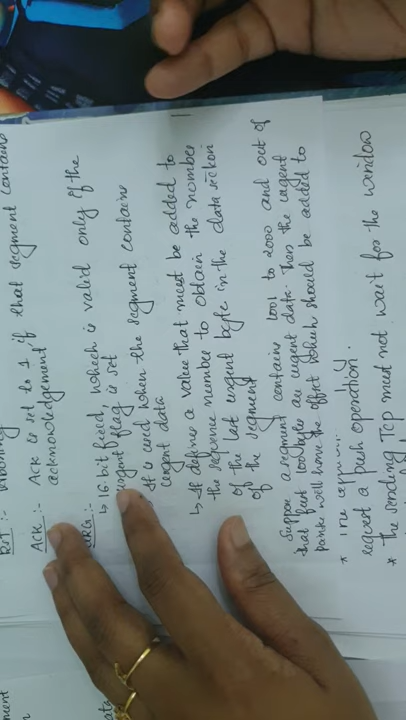 RST :-
ACK :- ACK is set to 1 if that segment contains
acknowledgement
URG :-
↳ 16 bit field, which is valid only if the
urgent flag is set
It is used when the segment contains
urgent data
↳ It defines a value that must be added to
the sequence number to obtain the number
of the last urgent byte in the data section
of the segment
Suppose a segment contains 1001 to 2000 and out of
that first 100 bytes are urgent data. Then the urgent
will have the offset which should be added to
*
request a push operation.
* the sending TCP must not wait for the window